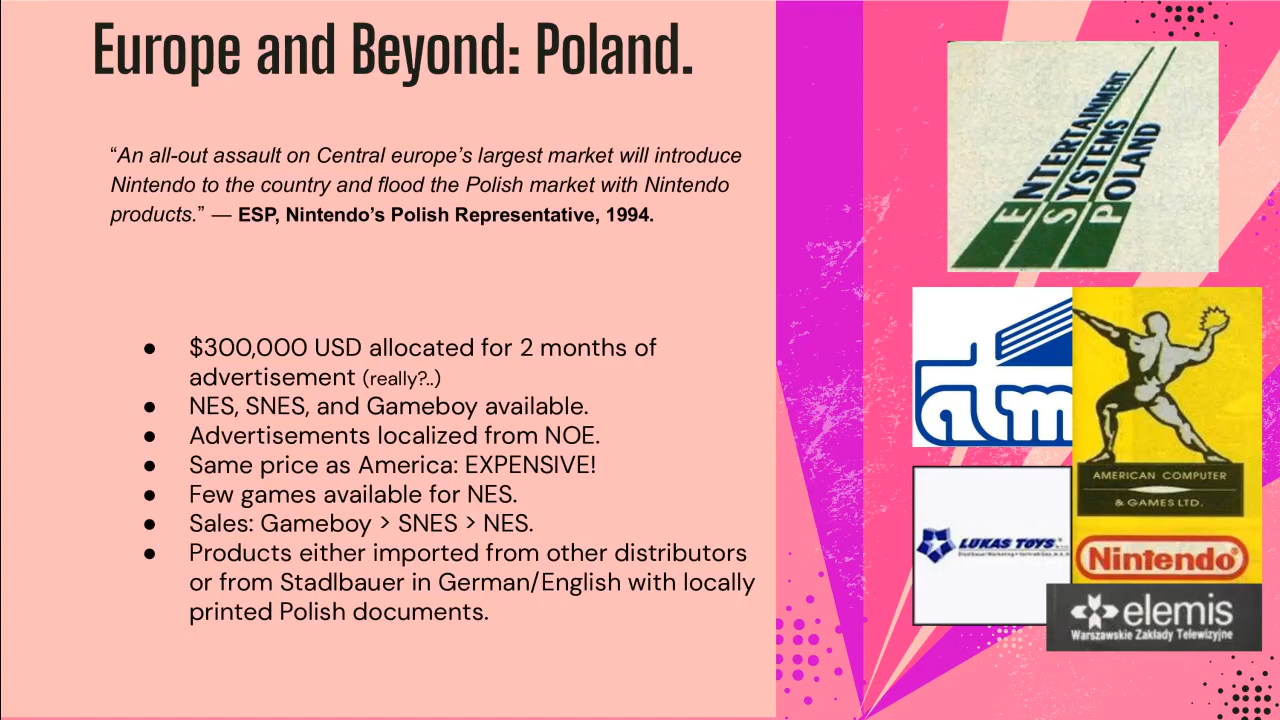 Europe and Beyond: Poland.
“An all-out assault on Central europe’s largest market will introduce
Nintendo to the country and flood the Polish market with Nintendo
products.” — ESP, Nintendo’s Polish Representative, 1994.
● $300,000 USD allocated for 2 months of
advertisement (really?..)
● NES, SNES, and Gameboy available.
● Advertisements localized from NOE.
● Same price as America: EXPENSIVE!
● Few games available for NES.
● Sales: Gameboy > SNES > NES.
● Products either imported from other distributors
or from Stadlbauer in German/English with locally
printed Polish documents.
ENTERTAINMENT
SYSTEMS
POLAND
atm
AMERICAN COMPUTER
& GAMES LTD.
LUKAS TOYS
Nintendo®
elemis
Warszawskie Zakłady Telewizyjne